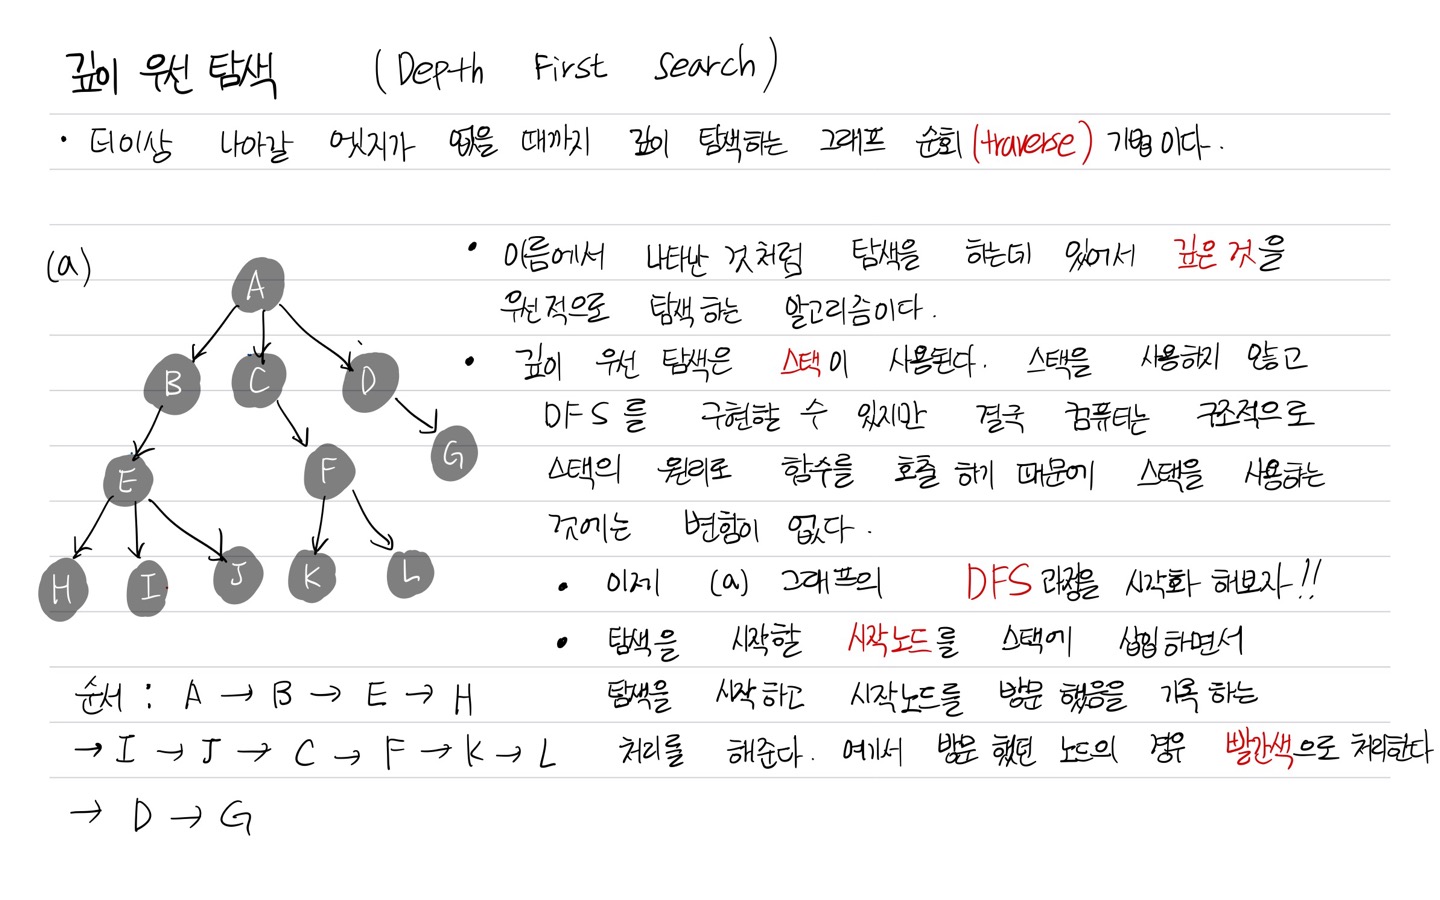 깊이 우선 탐색 (Depth First Search)
· 더이상 나아갈 엣지가 없을 때까지 깊이 탐색하는 그래프 순회(traverse) 기법이다.
(a)
A
B C D
E F G
H I J K L
• 이름에서 나타난 것처럼 탐색을 하는데 있어서 깊은 것을
우선적으로 탐색하는 알고리즘이다.
• 깊이 우선 탐색은 스택이 사용된다. 스택을 사용하지 않고
DFS를 구현할 수 있지만 결국 컴퓨터는 구조적으로
스택의 원리로 함수를 호출 하기 때문에 스택을 사용하는
것에는 변함이 없다.
• 이제 (a) 그래프의 DFS 과정을 시각화 해보자!!
• 탐색을 시작할 시작노드를 스택에 삽입하면서
탐색을 시작하고 시작노드를 방문 했음을 기록 하는
처리를 해준다. 여기서 방문 했던 노드의 경우 빨간색으로 처리한다
순서 : A → B → E → H
→ I → J → C → F → K → L
→ D → G